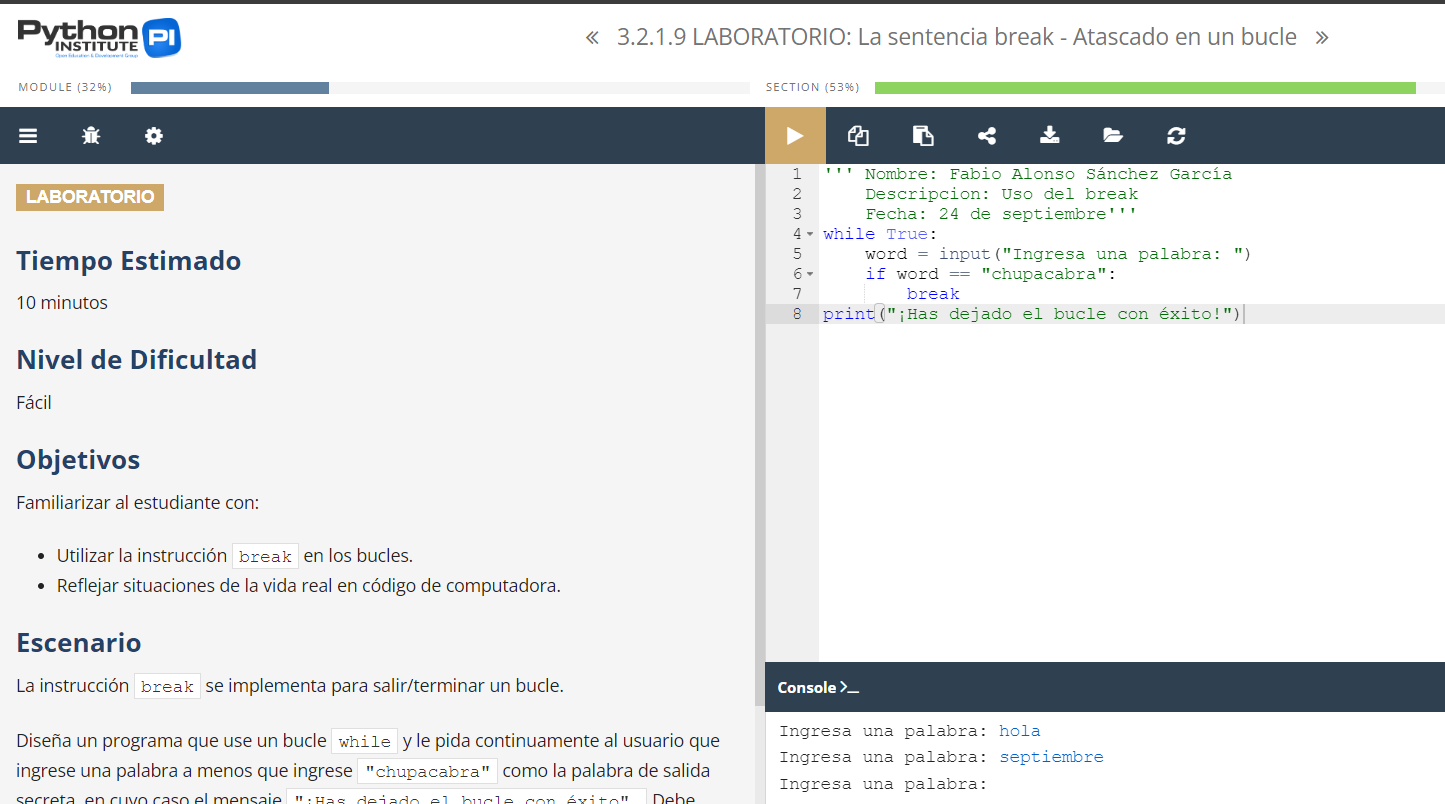 Python
INSTITUTE
PI
Open Education & Development Group
« 3.2.1.9 LABORATORIO: La sentencia break - Atascado en un bucle »
MODULE (32%)
SECTION (53%)
LABORATORIO
Tiempo Estimado
10 minutos
Nivel de Dificultad
Fácil
Objetivos
Familiarizar al estudiante con:
• Utilizar la instrucción break en los bucles.
• Reflejar situaciones de la vida real en código de computadora.
Escenario
La instrucción break se implementa para salir/terminar un bucle.
Diseña un programa que use un bucle while y le pida continuamente al usuario que
ingrese una palabra a menos que ingrese "chupacabra" como la palabra de salida
secreta, en cuyo caso el mensaje "¡Has dejado el bucle con éxito". Debe
1 ''' Nombre: Fabio Alonso Sánchez García
2 Descripcion: Uso del break
3 Fecha: 24 de septiembre'''
4 while True:
5 word = input("Ingresa una palabra: ")
6 if word == "chupacabra":
7 break
8 print("¡Has dejado el bucle con éxito!")
Console >_
Ingresa una palabra: hola
Ingresa una palabra: septiembre
Ingresa una palabra: